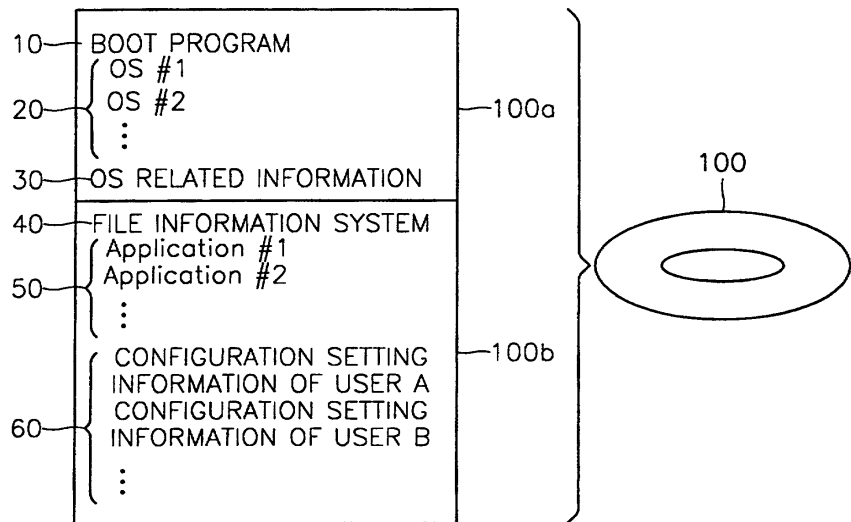 10 BOOT PROGRAM
OS #1
20 OS #2
⋮
30 OS RELATED INFORMATION
100a
40 FILE INFORMATION SYSTEM
Application #1
50 Application #2
⋮
CONFIGURATION SETTING
INFORMATION OF USER A
CONFIGURATION SETTING
60 INFORMATION OF USER B
⋮
100b
100